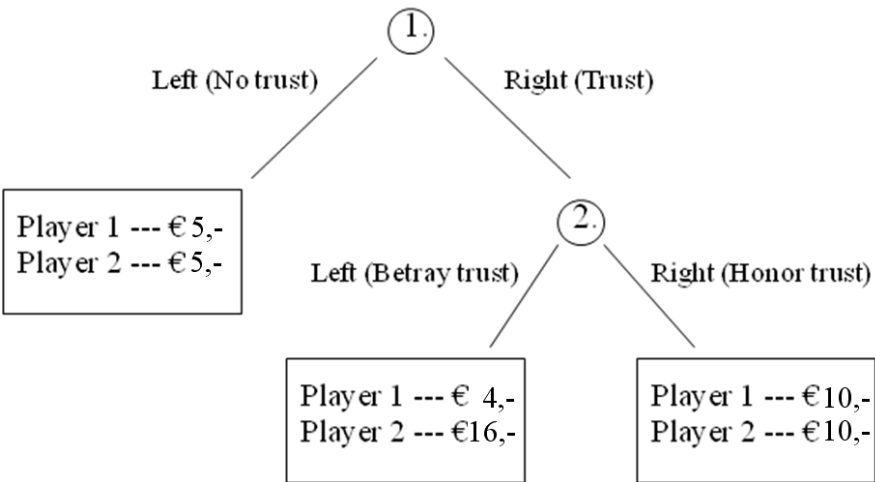 1.
Left (No trust)
Right (Trust)
Player 1 --- € 5,-
Player 2 --- € 5,-
2.
Left (Betray trust)
Right (Honor trust)
Player 1 --- € 4,-
Player 2 --- €16,-
Player 1 --- €10,-
Player 2 --- €10,-